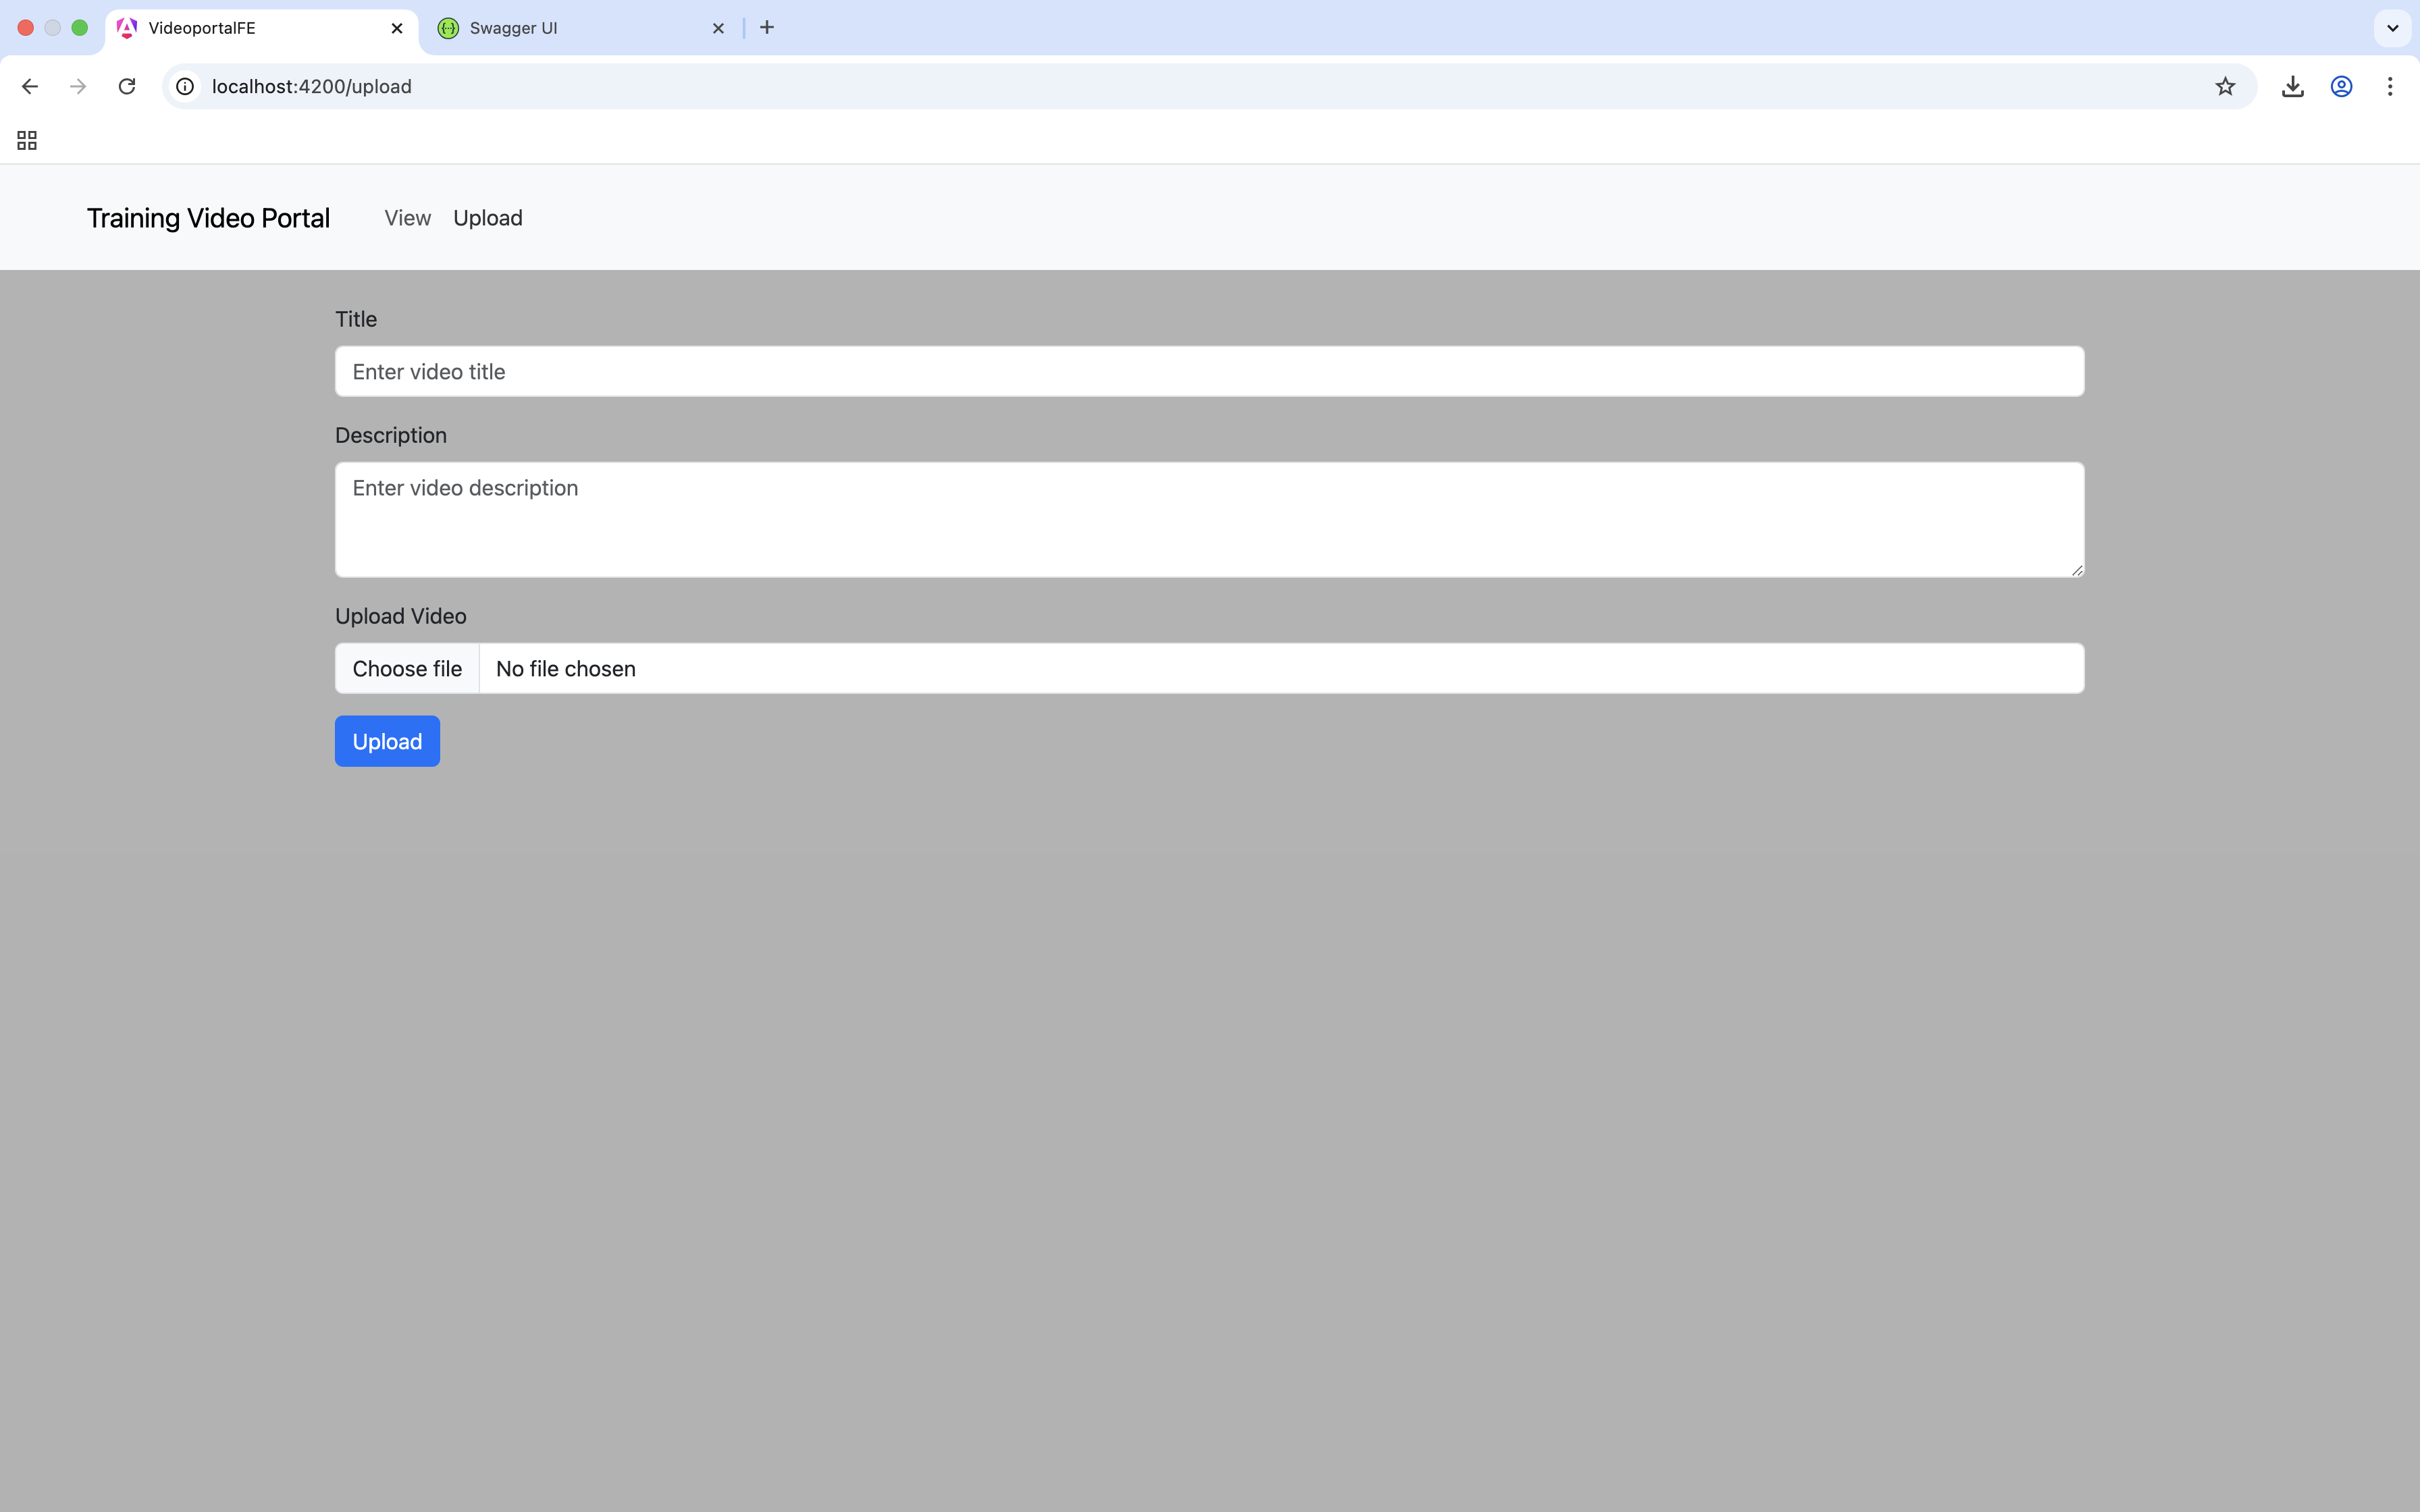 VideoportalFE
Swagger UI
localhost:4200/upload
Training Video Portal View Upload
Title
Enter video title
Description
Enter video description
Upload Video
Choose file No file chosen
Upload